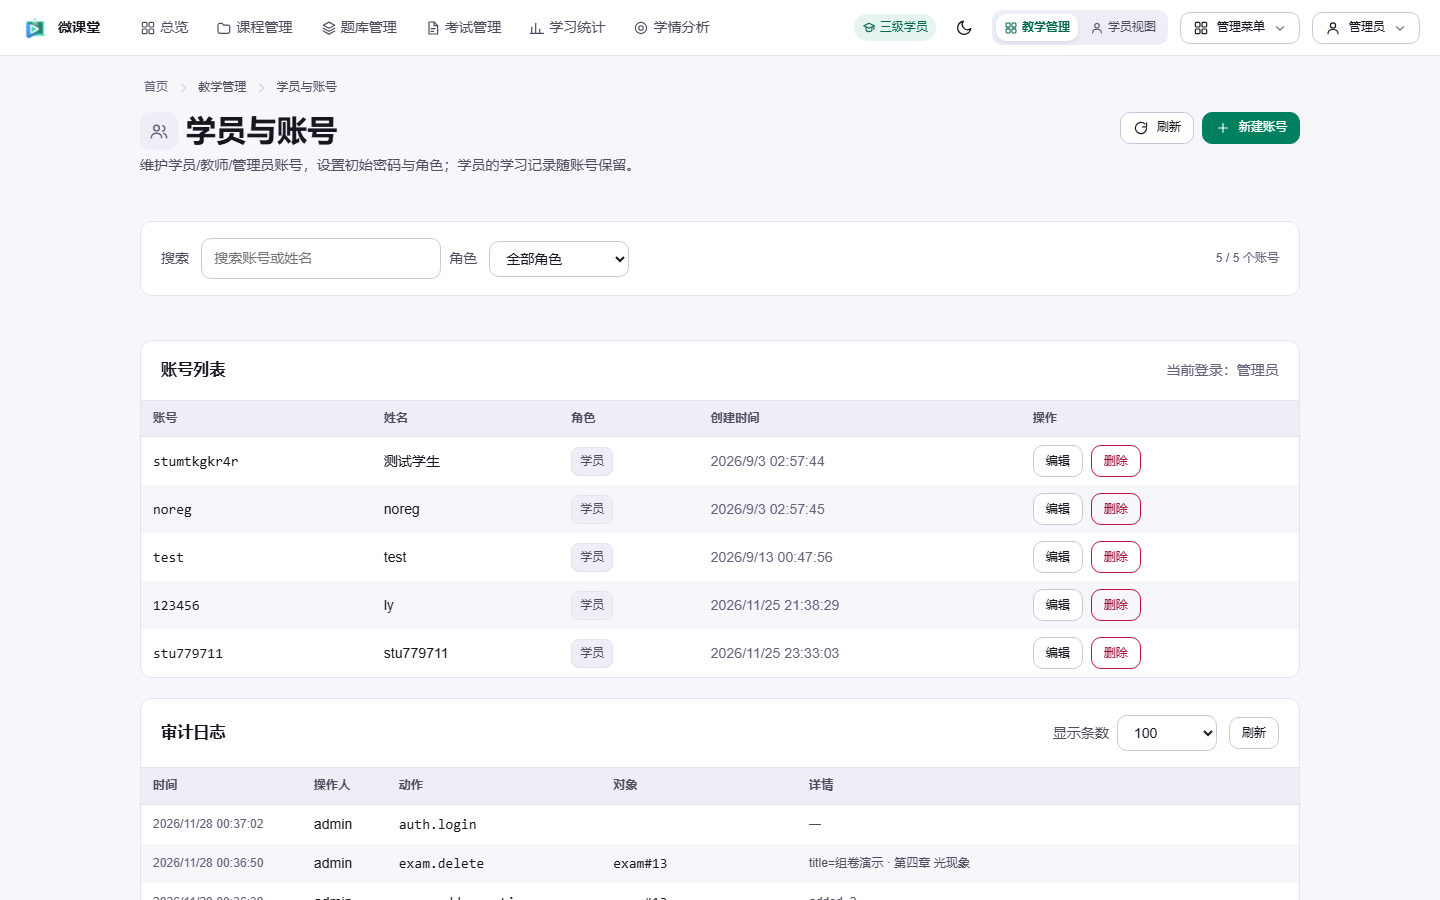 微课堂 总览 课程管理 题库管理 考试管理 学习统计 学情分析 三级学员 教学管理 学员视图 管理菜单 管理员
首页 教学管理 学员与账号
学员与账号 刷新 新建账号
维护学员/教师/管理员账号，设置初始密码与角色；学员的学习记录随账号保留。
搜索 搜索账号或姓名 角色 全部角色 5 / 5 个账号
账号列表 当前登录：管理员
账号 姓名 角色 创建时间 操作
stumtkgkr4r 测试学生 学员 2026/9/3 02:57:44 编辑 删除
noreg noreg 学员 2026/9/3 02:57:45 编辑 删除
test test 学员 2026/9/13 00:47:56 编辑 删除
123456 ly 学员 2026/11/25 21:38:29 编辑 删除
stu779711 stu779711 学员 2026/11/25 23:33:03 编辑 删除
审计日志 显示条数 100 刷新
时间 操作人 动作 对象 详情
2026/11/28 00:37:02 admin auth.login —
2026/11/28 00:36:50 admin exam.delete exam#13 title=组卷演示 · 第四章 光现象